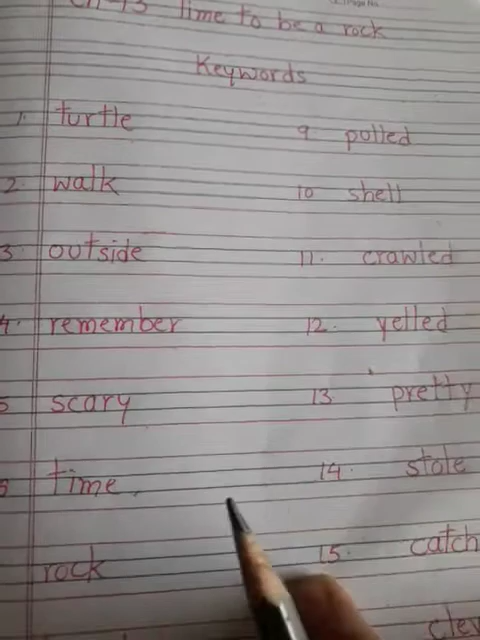 Time to be a rock
Keywords
1. turtle
9 pulled
2. walk
10 shell
3. outside
11. crawled
4. remember
12. yelled
5 scary
13 pretty
time
14. stole
rock
15. catch